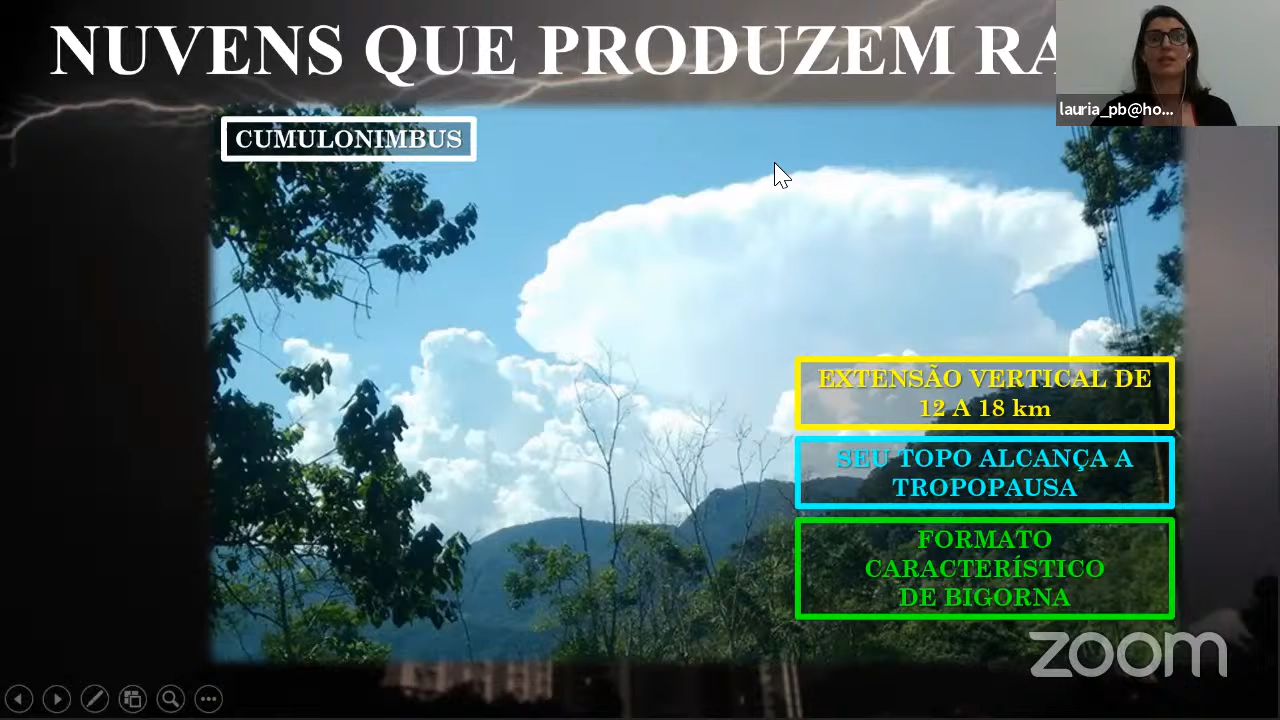 NUVENS QUE PRODUZEM RA
lauria_pb@ho...
CUMULONIMBUS
EXTENSÃO VERTICAL DE
12 A 18 km
SEU TOPO ALCANÇA A
TROPOPAUSA
FORMATO
CARACTERÍSTICO
DE BIGORNA
zoom